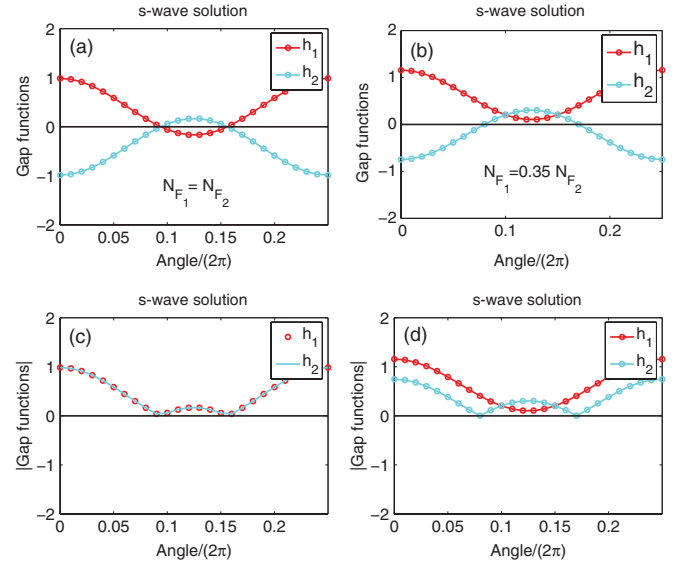 s-wave solution
(a)
h1
h2
2
1
0
−1
−2
Gap functions
NF1 = NF2
0
0.05
0.1
0.15
0.2
Angle/(2π)
s-wave solution
(b)
h1
h2
2
1
0
−1
−2
Gap functions
NF1=0.35 NF2
0
0.1
0.2
Angle/(2π)
s-wave solution
(c)
h1
h2
2
1
0
−1
−2
|Gap functions|
0
0.05
0.1
0.15
0.2
Angle/(2π)
s-wave solution
(d)
h1
h2
2
1
0
−1
−2
|Gap functions|
0
0.05
0.1
0.15
0.2
Angle/(2π)